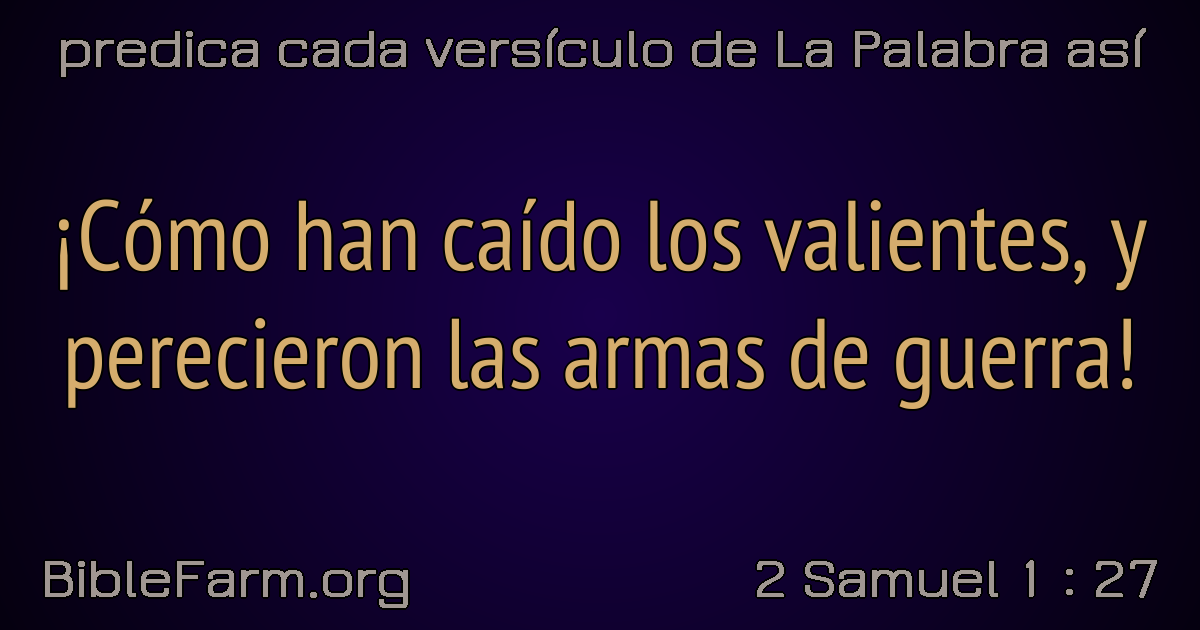 predica cada versículo de La Palabra así
¡Cómo han caído los valientes, y
perecieron las armas de guerra!
BibleFarm.org
2 Samuel 1 : 27